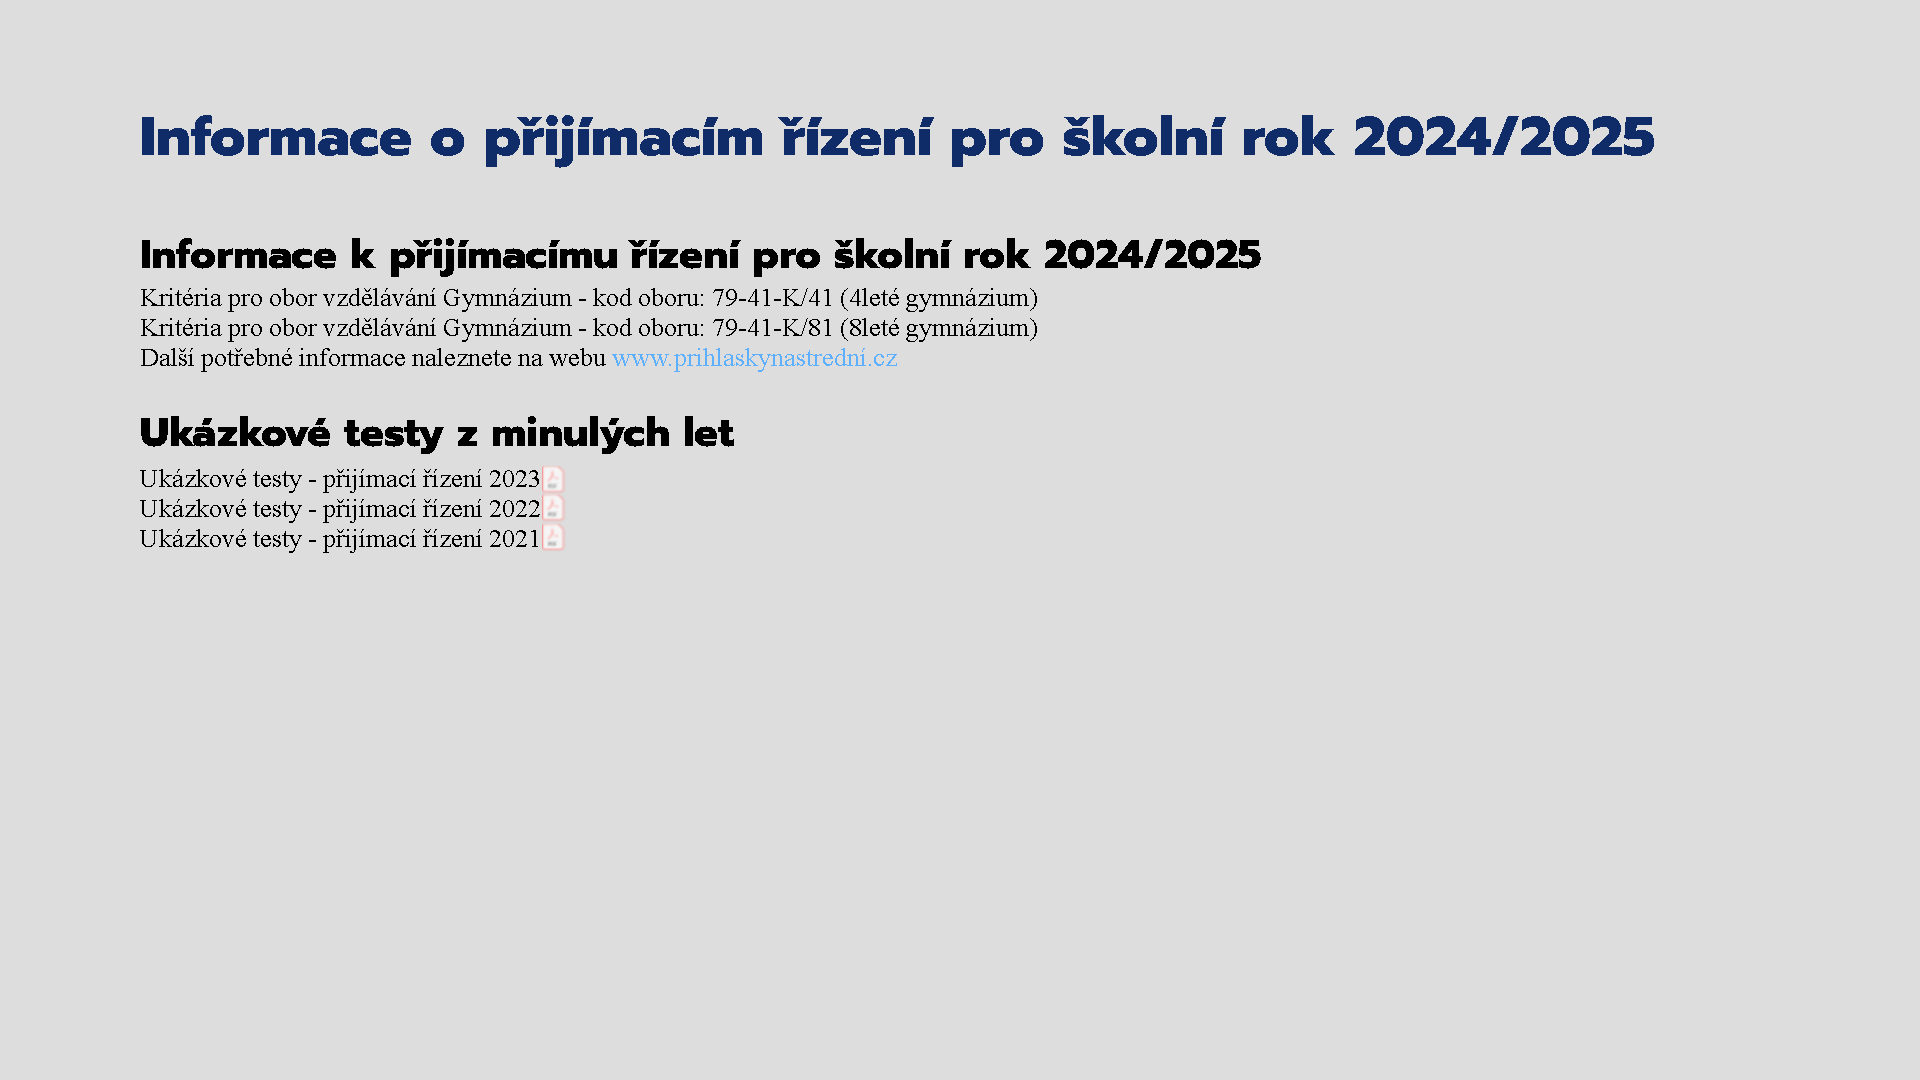 Informace o přijímacím řízení pro školní rok 2024/2025
Informace k přijímacímu řízení pro školní rok 2024/2025
Kritéria pro obor vzdělávání Gymnázium - kod oboru: 79-41-K/41 (4leté gymnázium)
Kritéria pro obor vzdělávání Gymnázium - kod oboru: 79-41-K/81 (8leté gymnázium)
Další potřebné informace naleznete na webu www.prihlaskynastrední.cz
Ukázkové testy z minulých let
Ukázkové testy - přijímací řízení 2023
Ukázkové testy - přijímací řízení 2022
Ukázkové testy - přijímací řízení 2021